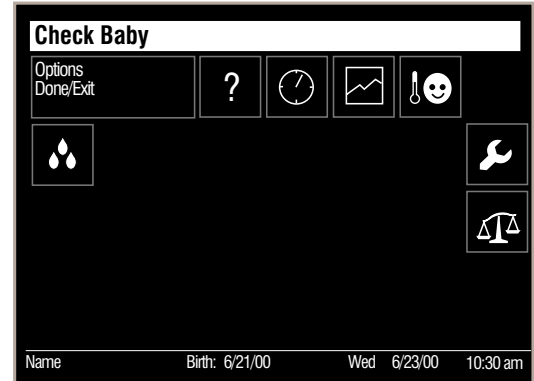 Check Baby
Options
Done/Exit
?
Name Birth: 6/21/00 Wed 6/23/00 10:30 am